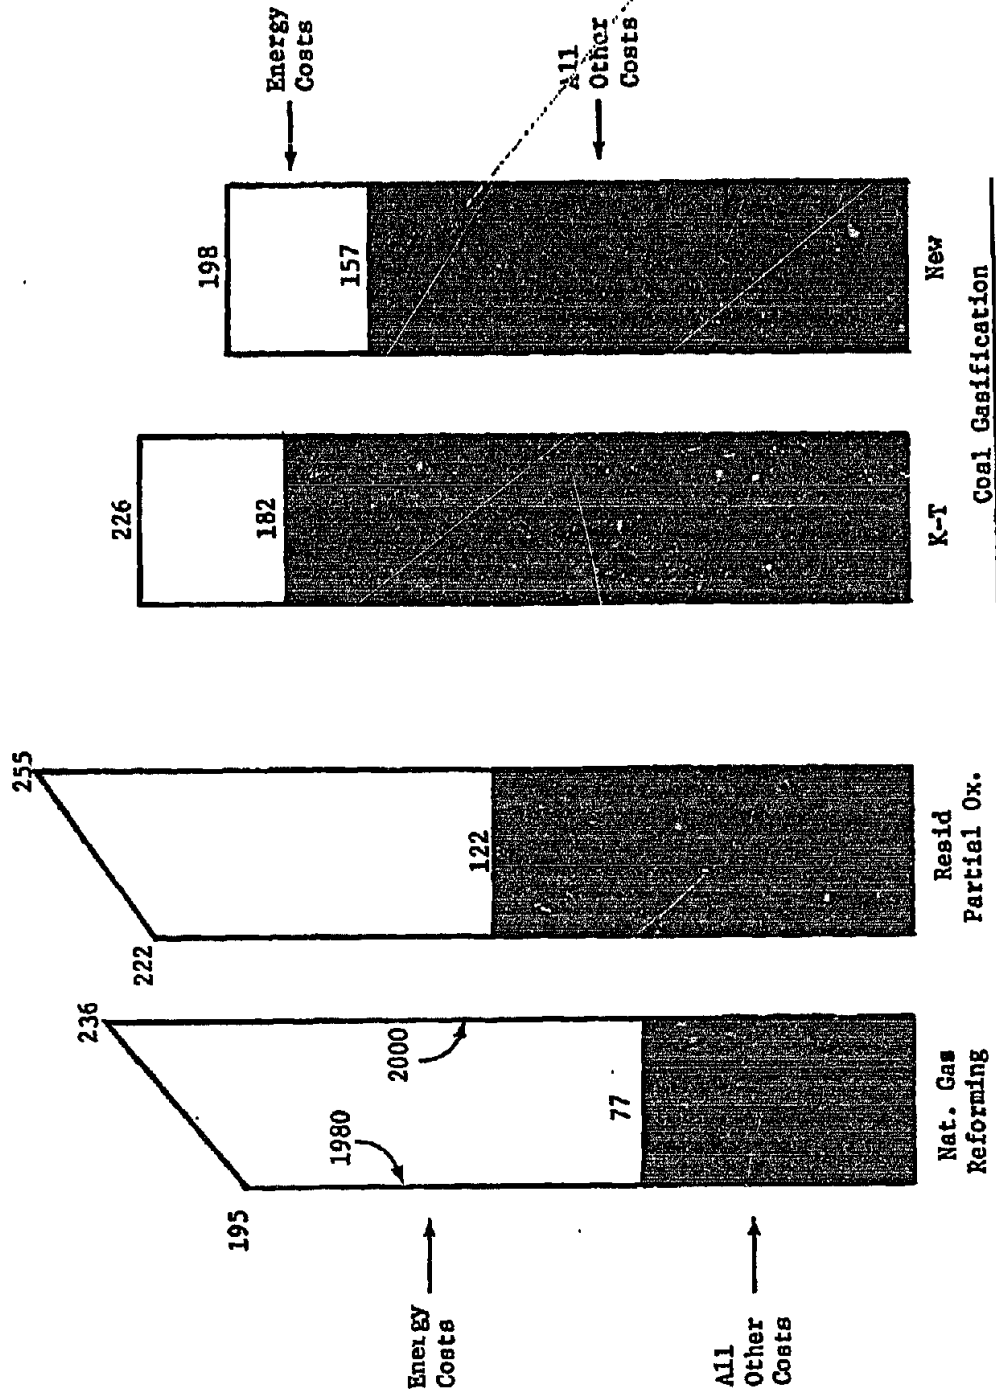 255
236
222
226
198
195
182
157
Energy
Costs
1980
2000
122
77
Energy
Costs
All
Other
Costs
All
Other
Costs
Nat. Gas
Reforming
Resid
Partial Ox.
K-T
New
Coal Gasification